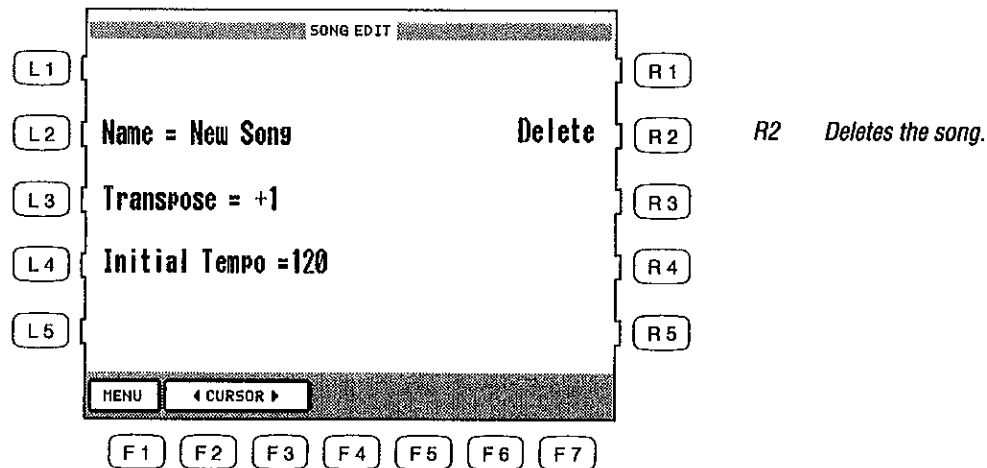 SONG EDIT
L1
R1
L2 Name = New Song Delete R2 R2 Deletes the song.
L3 Transpose = +1 R3
L4 Initial Tempo =120 R4
L5 R5
MENU ◀ CURSOR ▶
F1 F2 F3 F4 F5 F6 F7